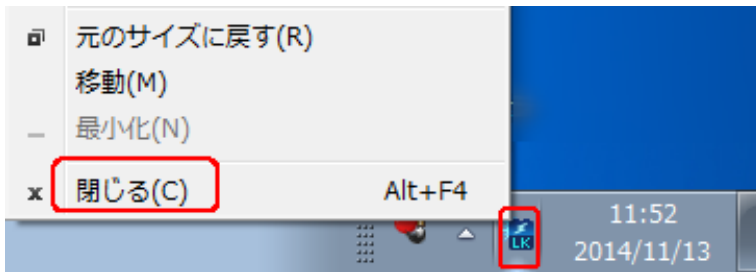 元のサイズに戻す(R)
移動(M)
最小化(N)
閉じる(C) Alt+F4
LK
11:52
2014/11/13